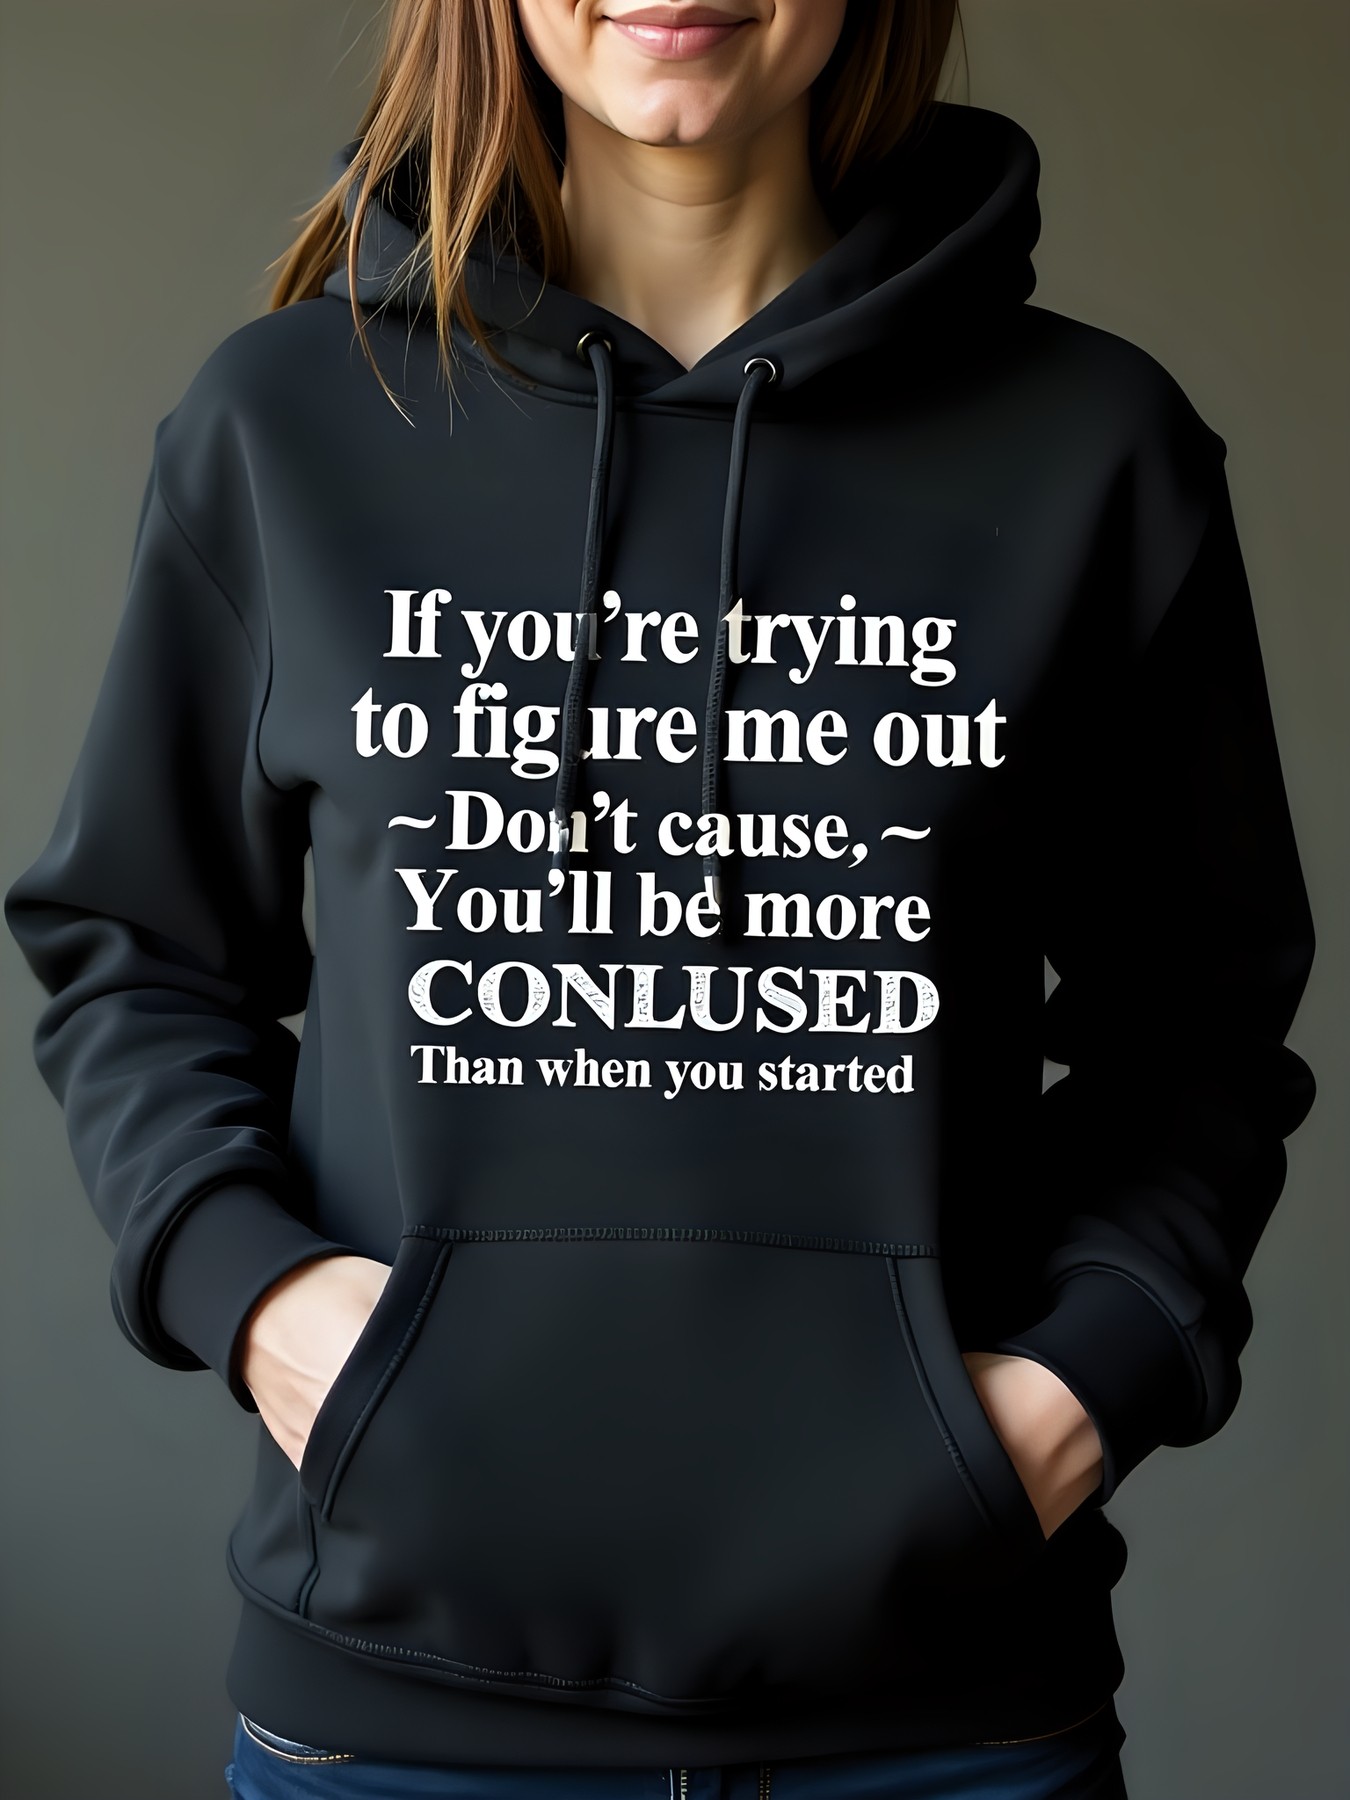 If you're trying
to figure me out
~Don't cause,~
You'll be more
CONLUSED
Than when you started